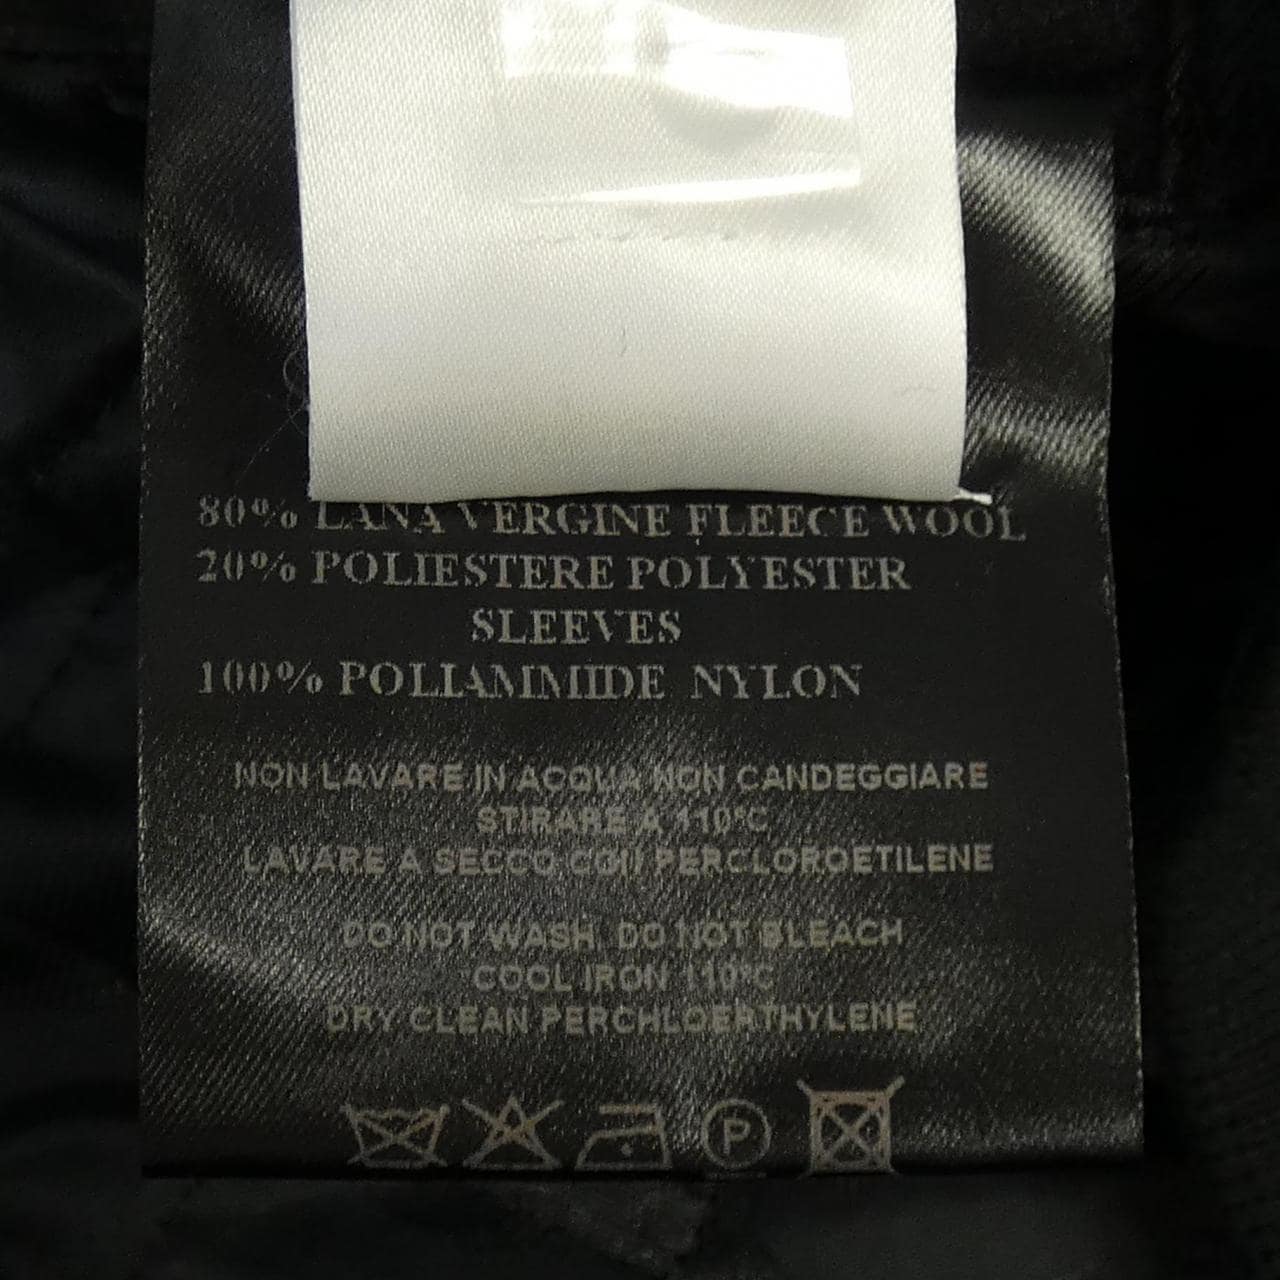 80% LANA VERGINE FLEECE WOOL
20% POLIESTERE POLYESTER
SLEEVES
100% POLIAMMIDE NYLON
NON LAVARE IN ACQUA NON CANDEGGIARE
STIRARE A 110°C
LAVARE A SECCO CON PERCLOROETILENE
DO NOT WASH, DO NOT BLEACH
COOL IRON 110°C
DRY CLEAN PERCHLOERTHYLENE
P